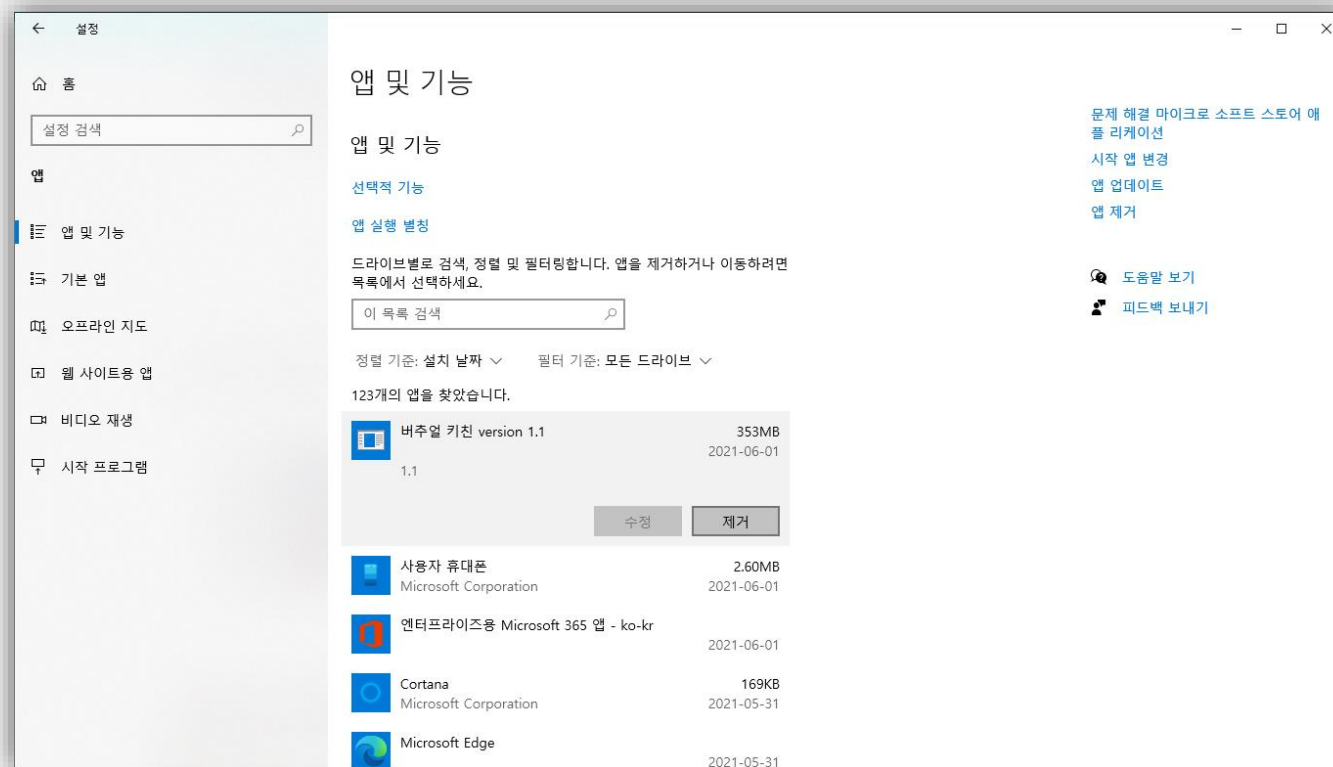 설정
홈
설정 검색
앱
앱 및 기능
기본 앱
오프라인 지도
웹 사이트용 앱
비디오 재생
시작 프로그램
앱 및 기능
앱 및 기능
선택적 기능
앱 실행 별칭
드라이브별로 검색, 정렬 및 필터링합니다. 앱을 제거하거나 이동하려면
목록에서 선택하세요.
이 목록 검색
정렬 기준: 설치 날짜 필터 기준: 모든 드라이브
123개의 앱을 찾았습니다.
버추얼 키친 version 1.1 353MB
2021-06-01
1.1
수정 제거
사용자 휴대폰 2.60MB
Microsoft Corporation 2021-06-01
엔터프라이즈용 Microsoft 365 앱 - ko-kr
2021-06-01
Cortana 169KB
Microsoft Corporation 2021-05-31
Microsoft Edge
2021-05-31
문제 해결 마이크로 소프트 스토어 애
플 리케이션
시작 앱 변경
앱 업데이트
앱 제거
도움말 보기
피드백 보내기